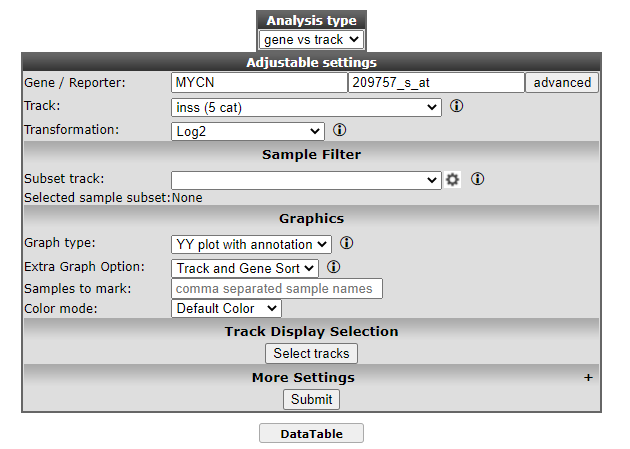 Analysis type
gene vs track
Adjustable settings
Gene / Reporter: MYCN 209757_s_at advanced
Track: inss (5 cat)
Transformation: Log2
Sample Filter
Subset track:
Selected sample subset: None
Graphics
Graph type: YY plot with annotation
Extra Graph Option: Track and Gene Sort
Samples to mark: comma separated sample names
Color mode: Default Color
Track Display Selection
Select tracks
More Settings +
Submit
DataTable